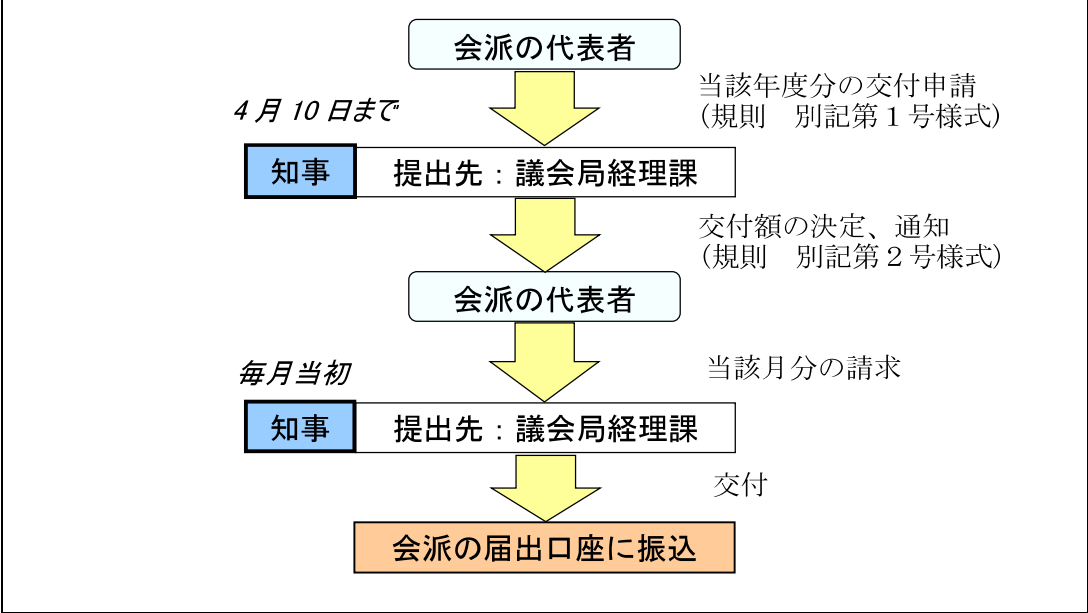 会派の代表者
当該年度分の交付申請
(規則　別記第１号様式)
4 月 10 日まで
知事
提出先：議会局経理課
交付額の決定、通知
(規則　別記第２号様式)
会派の代表者
当該月分の請求
毎月当初
知事
提出先：議会局経理課
交付
会派の届出口座に振込